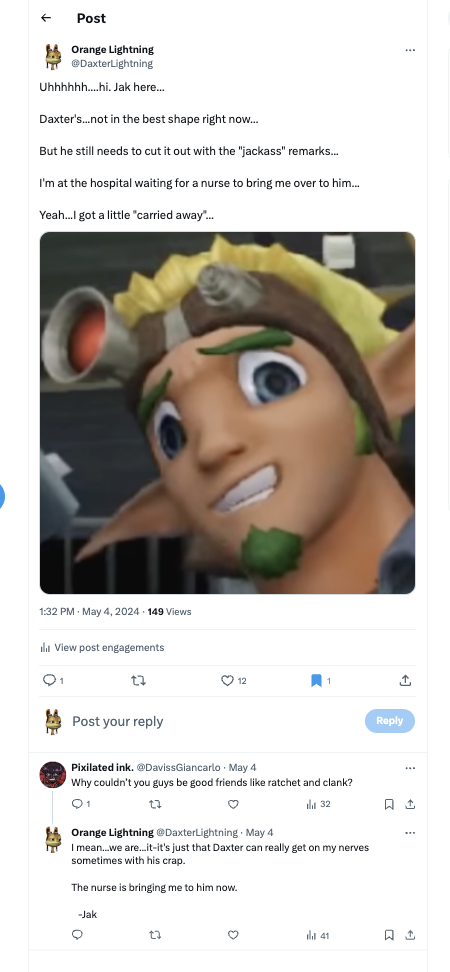 Post
Orange Lightning
@DaxterLightning
Uhhhhhh....hi. Jak here...
Daxter's...not in the best shape right now...
But he still needs to cut it out with the "jackass" remarks...
I'm at the hospital waiting for a nurse to bring me over to him...
Yeah...I got a little "carried away"...
1:32 PM · May 4, 2024 · 149 Views
View post engagements
1
12
1
Post your reply
Reply
Pixilated ink. @DavissGiancarlo · May 4
Why couldn't you guys be good friends like ratchet and clank?
1
32
Orange Lightning @DaxterLightning · May 4
I mean...we are...it-it's just that Daxter can really get on my nerves
sometimes with his crap.
The nurse is bringing me to him now.
-Jak
41